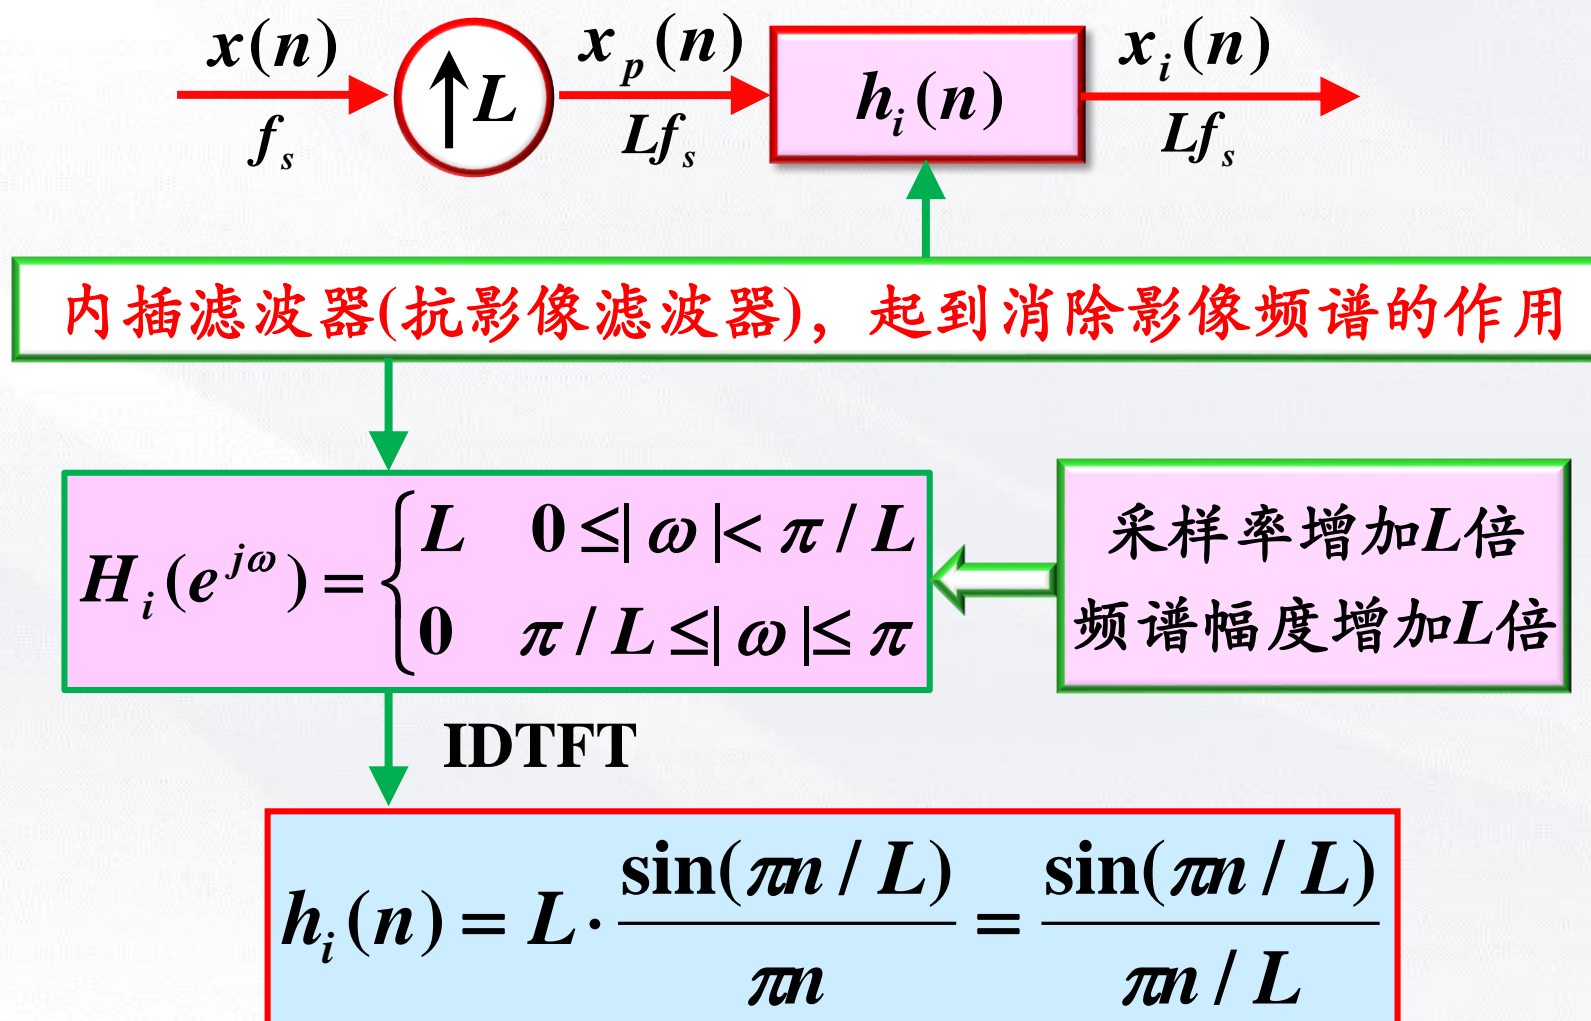 x(n) ↑L x_p(n) h_i(n) x_i(n)
f_s Lf_s Lf_s
内插滤波器(抗影像滤波器)，起到消除影像频谱的作用
H_i(e^{jω}) = { L 0 ≤| ω |< π / L
0 π / L ≤| ω |≤ π
采样率增加L倍
频谱幅度增加L倍
IDTFT
h_i(n) = L · sin(πn / L) / πn = sin(πn / L) / (πn / L)